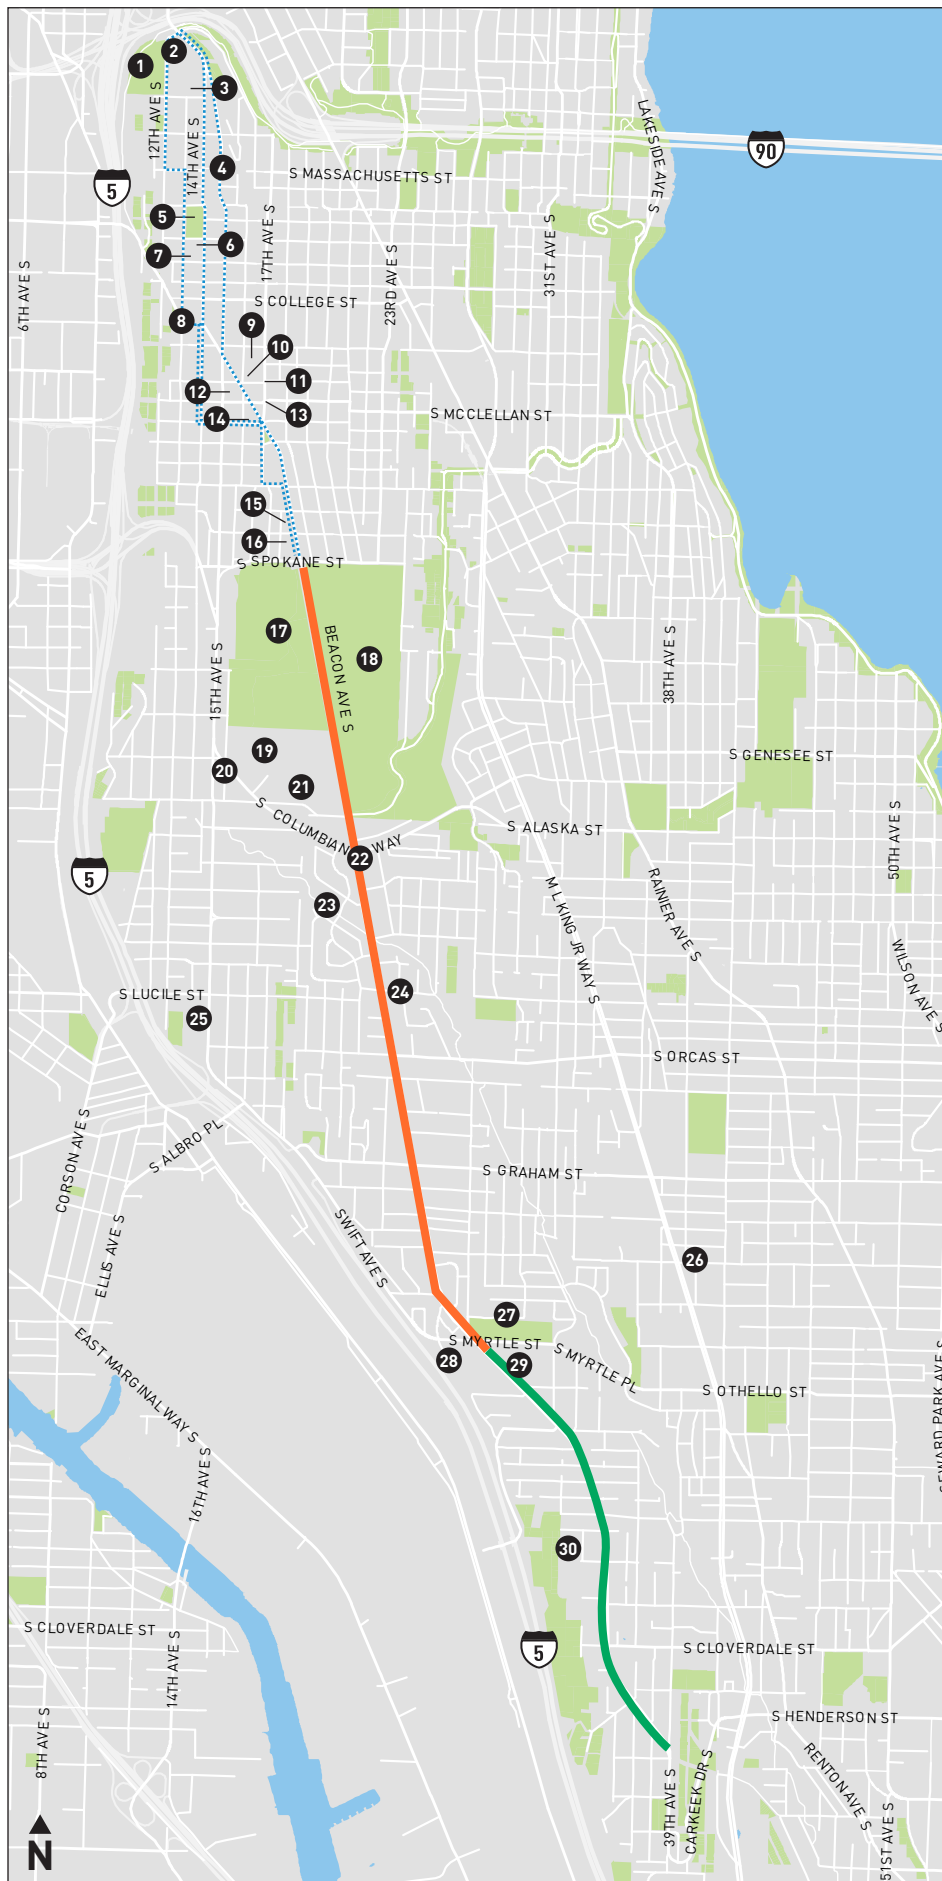 1
2
3
12TH AVE S
14TH AVE S
LAKESIDE AVE S
90
4
S MASSACHUSETTS ST
5
5
17TH AVE S
31ST AVE S
6
7
23RD AVE S
6TH AVE S
S COLLEGE ST
8
9
10
11
12
13
14
S MCCLELLAN ST
15
16
S SPOKANE ST
17
BEACON AVE S
18
15TH AVE S
38TH AVE S
19
20
21
S GENESEE ST
S COLUMBIAN WAY
S ALASKA ST
50TH AVE S
22
5
23
M L KING JR WAY S
RAINIER AVE S
WILSON AVE S
24
S LUCILE ST
25
S ORCAS ST
CORSON AVE S
S ALBRO PL
S GRAHAM ST
ELLIS AVE S
SWIFT AVE S
26
27
S MYRTLE ST
S MYRTLE PL
28
29
EAST MARGINAL WAY S
S OTHELLO ST
SEWARD PARK AVE S
16TH AVE S
30
S CLOVERDALE ST
5
S CLOVERDALE ST
14TH AVE S
8TH AVE S
S HENDERSON ST
39TH AVE S
CARKEEK DR S
RENTON AVE S
51ST AVE S
N